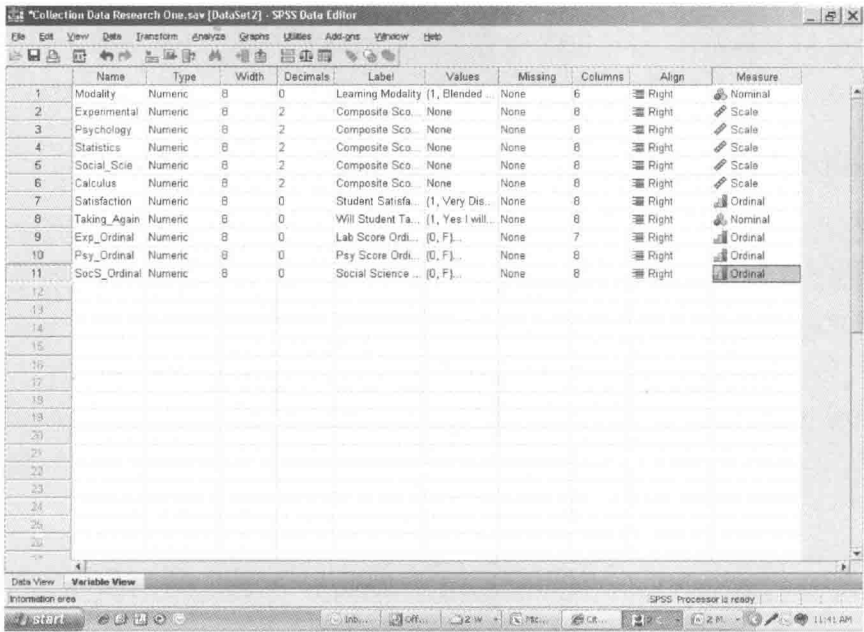 *Collection Data Research One.sav [DataSet2] - SPSS Data Editor
File Edit View Data Transform Analyze Graphs Utilities Add-ons Window Help
Name Type Width Decimals Label Values Missing Columns Align Measure
1 Modality Numeric 8 0 Learning Modality {1, Blended ... None 6 Right Nominal
2 Experimental Numeric 8 2 Composite Sco... None None 8 Right Scale
3 Psychology Numeric 8 2 Composite Sco... None None 8 Right Scale
4 Statistics Numeric 8 2 Composite Sco... None None 8 Right Scale
5 Social_Scie Numeric 8 2 Composite Sco... None None 8 Right Scale
6 Calculus Numeric 8 2 Composite Sco... None None 8 Right Scale
7 Satisfaction Numeric 8 0 Student Satisfa... {1, Very Dis... None 8 Right Ordinal
8 Taking_Again Numeric 8 0 Will Student Ta... {1, Yes I will... None 8 Right Nominal
9 Exp_Ordinal Numeric 8 0 Lab Score Ordi... {0, F}... None 7 Right Ordinal
10 Psy_Ordinal Numeric 8 0 Psy Score Ordi... {0, F}... None 8 Right Ordinal
11 SocS_Ordinal Numeric 8 0 Social Science ... {0, F}... None 8 Right Ordinal
12
13
14
15
16
17
18
19
20
21
22
23
24
25
26
Data View Variable View
Information area SPSS Processor is ready
start Inb... Off... 2 W Mic... Cit... 2 M... 11:41 AM